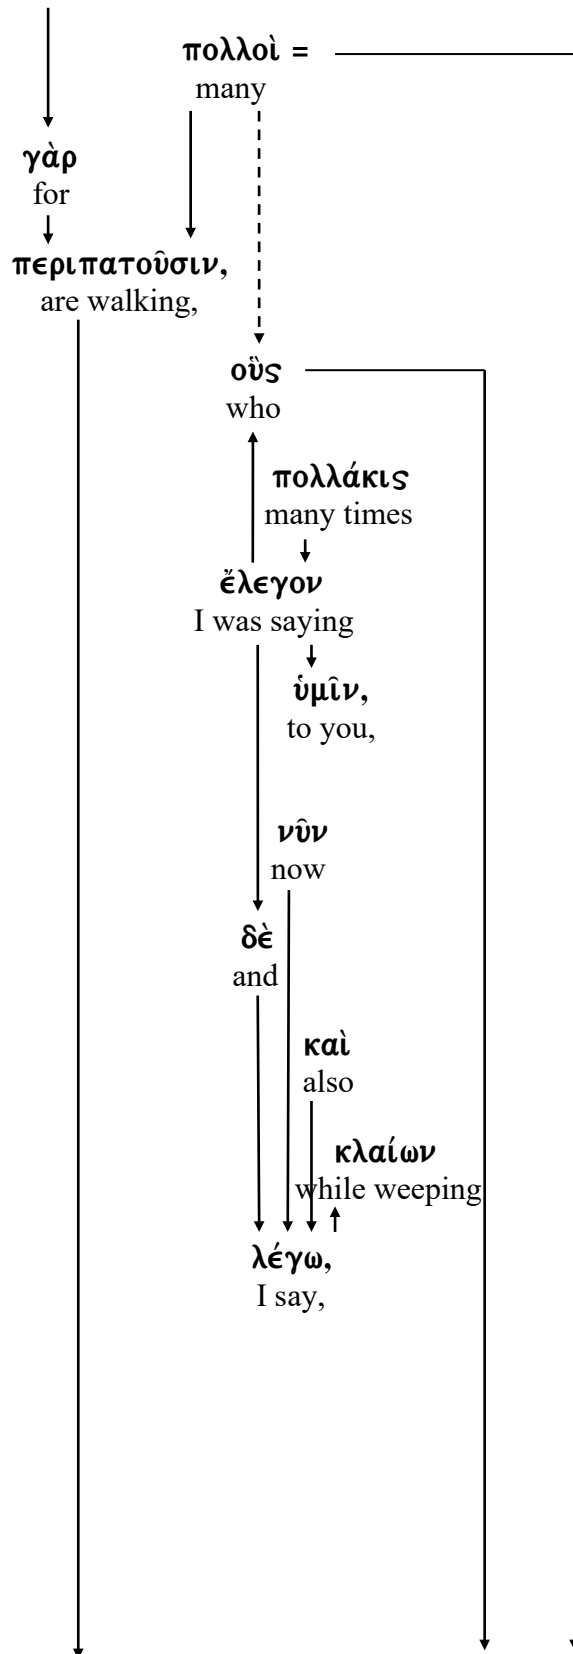 πολλοὶ =
many
γὰρ
for
περιπατοῦσιν,
are walking,
οὓς
who
πολλάκις
many times
ἔλεγον
I was saying
ὑμῖν,
to you,
νῦν
now
δὲ
and
καὶ
also
κλαίων
while weeping
λέγω,
I say,